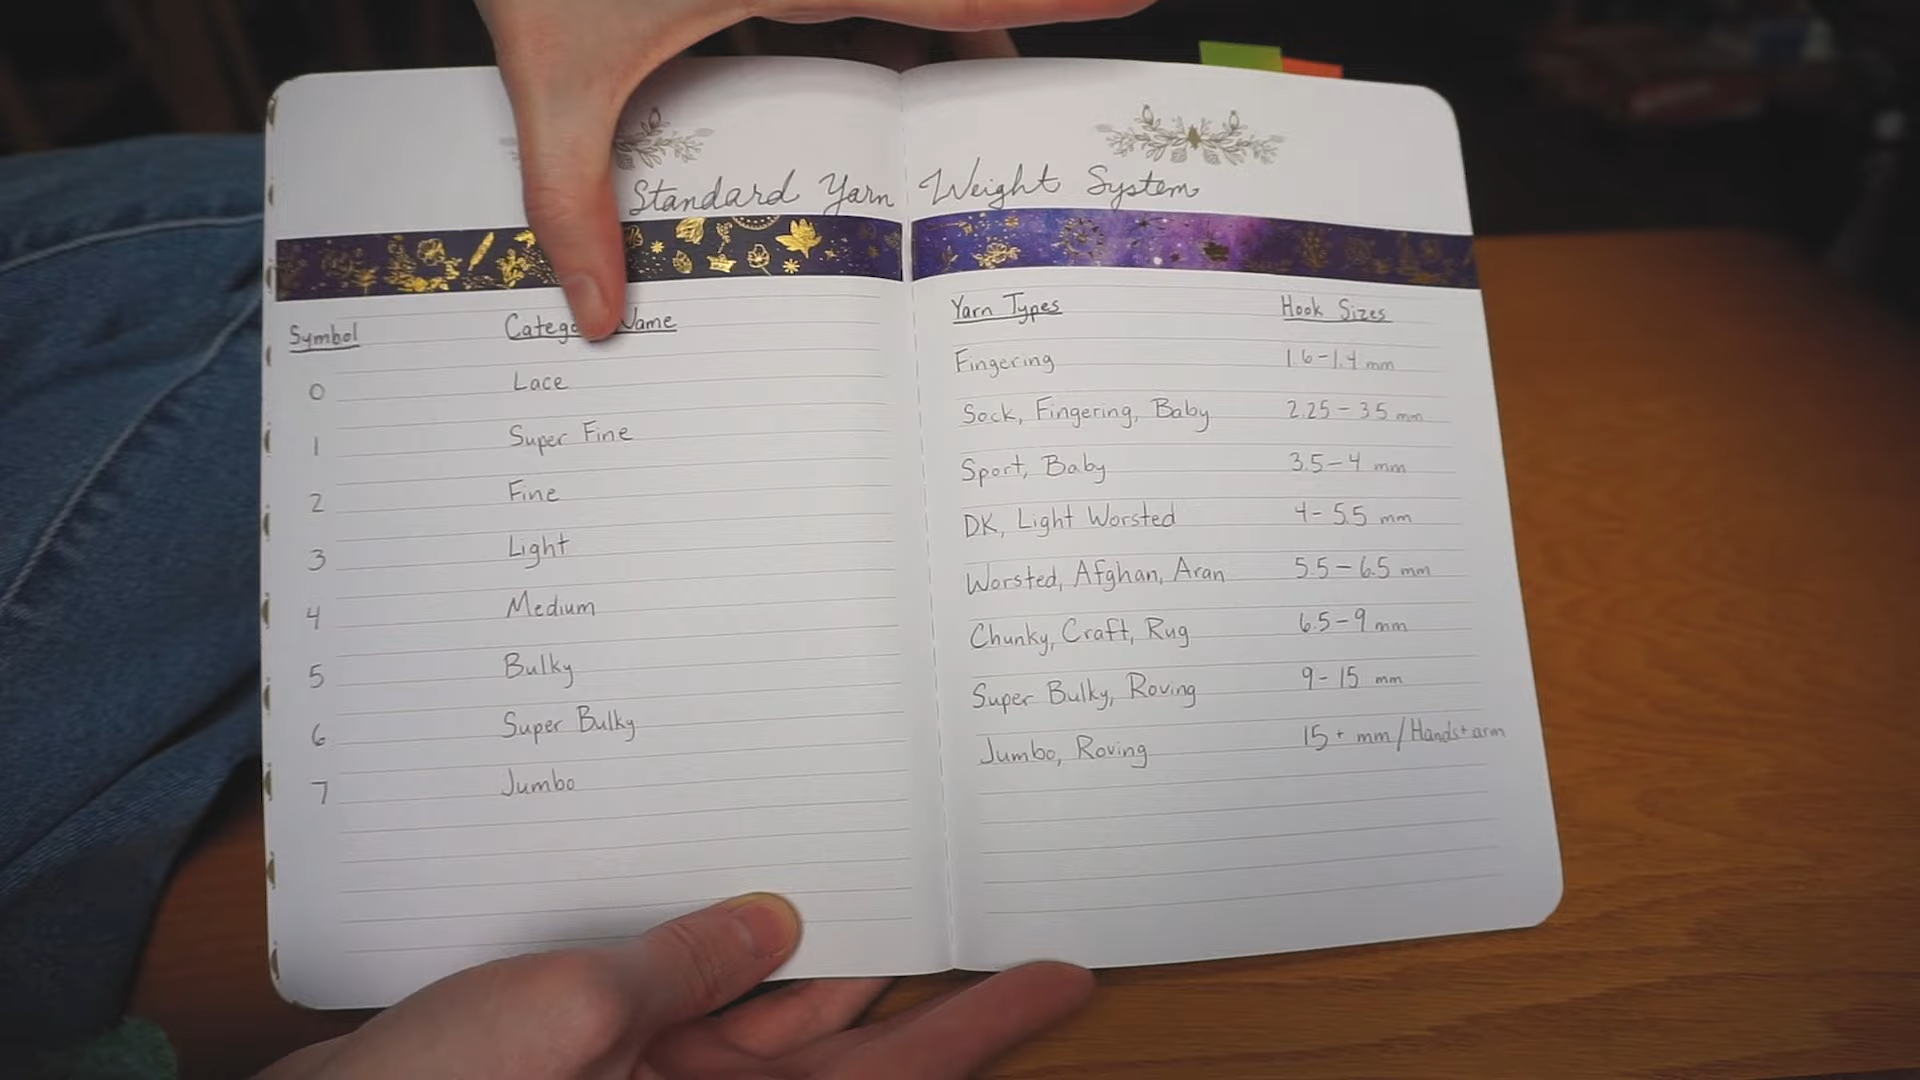 Standard Yarn Weight System
Symbol Name
0 Lace
1 Super Fine
2 Fine
3 Light
4 Medium
5 Bulky
6 Super Bulky
7 Jumbo
Yarn Types Hook Sizes
Fingering 1.6-1.4 mm
Sock, Fingering, Baby 2.25-3.5 mm
Sport, Baby 3.5-4 mm
DK, Light Worsted 4-5.5 mm
Worsted, Afghan, Aran 5.5-6.5 mm
Chunky, Craft, Rug 6.5-9 mm
Super Bulky, Roving 9-15 mm
Jumbo, Roving 15+ mm/Hands+arm